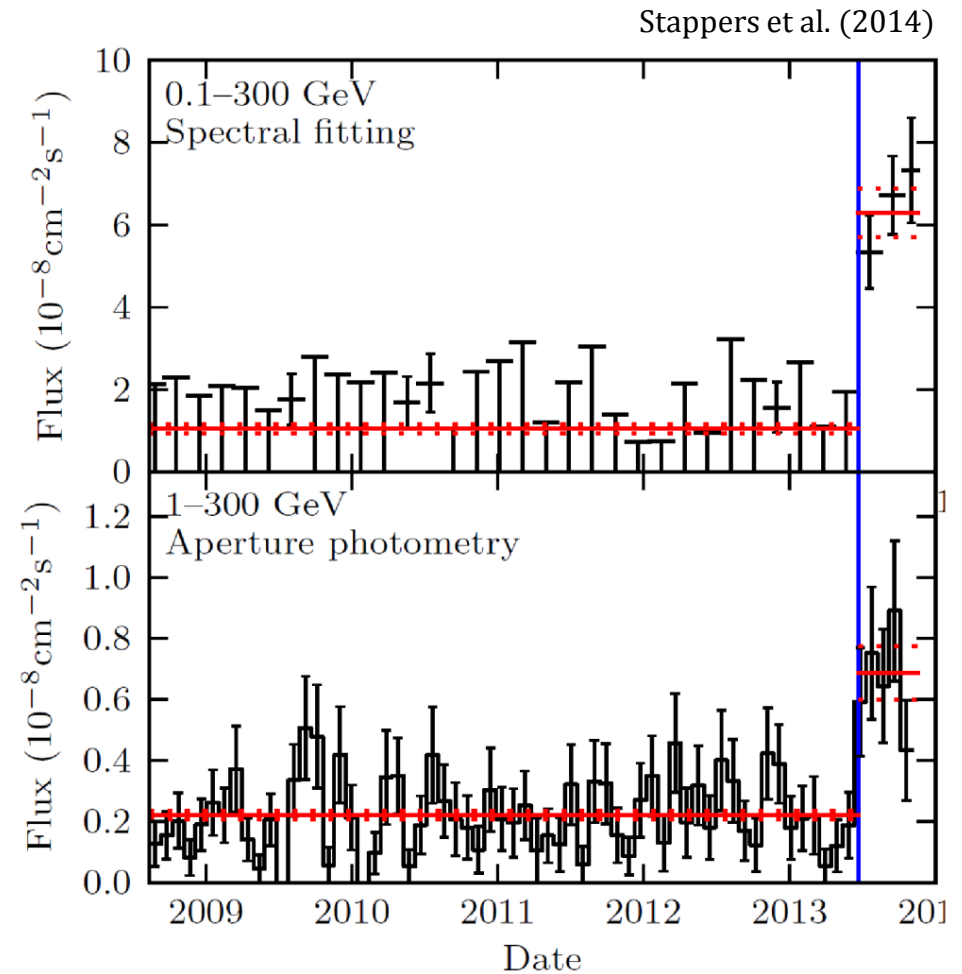 Stappers et al. (2014)
10
8
6
4
2
0
Flux (10⁻⁸cm⁻²s⁻¹)
0.1–300 GeV
Spectral fitting
1.2
1.0
0.8
0.6
0.4
0.2
0.0
Flux (10⁻⁸cm⁻²s⁻¹)
1–300 GeV
Aperture photometry
2009 2010 2011 2012 2013
Date